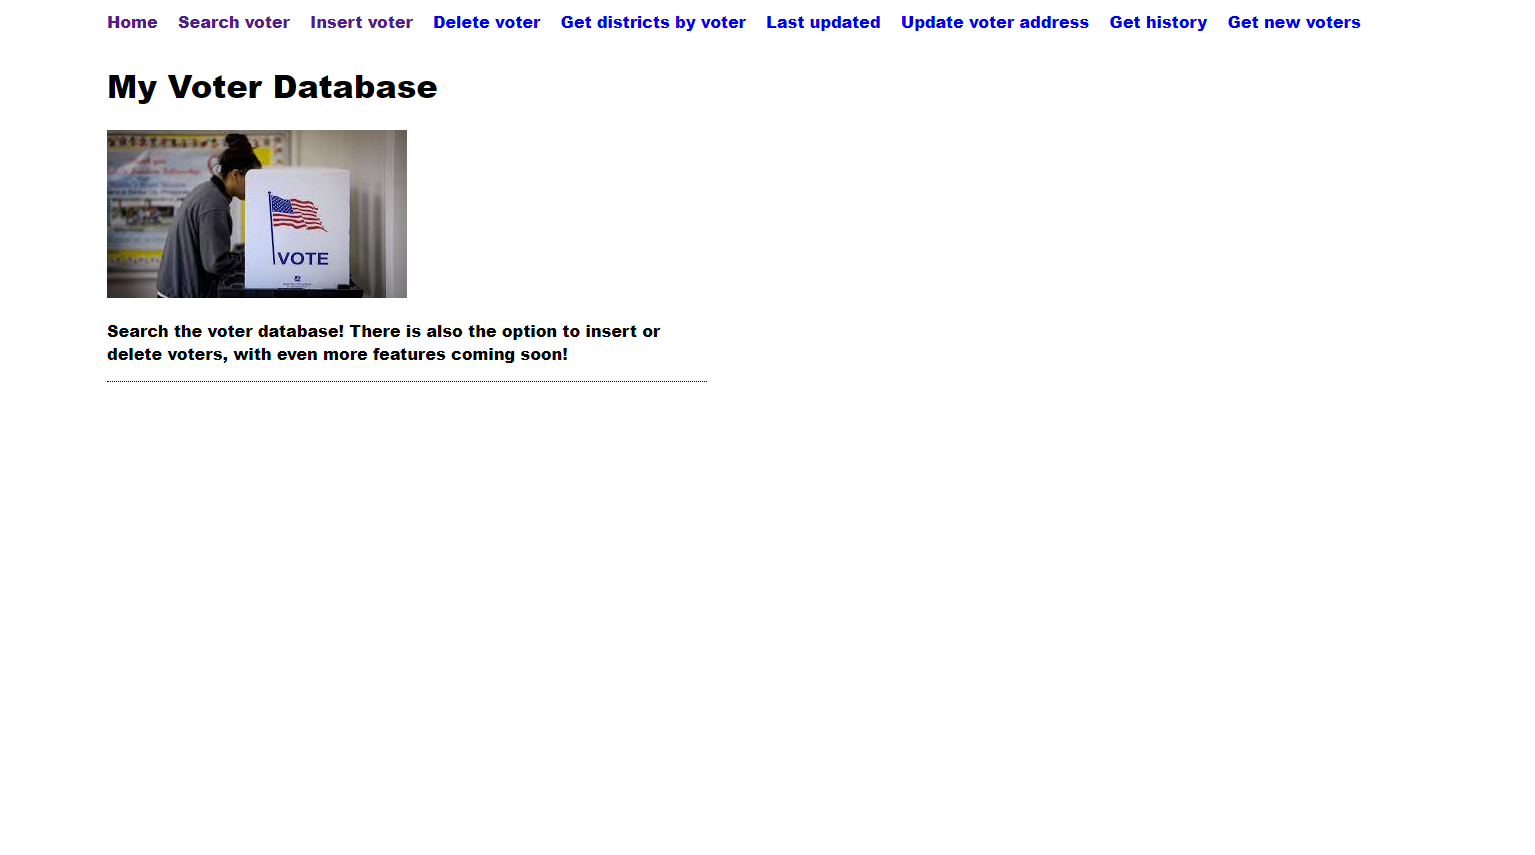 Home Search voter Insert voter Delete voter Get districts by voter Last updated Update voter address Get history Get new voters
My Voter Database
VOTE
Search the voter database! There is also the option to insert or
delete voters, with even more features coming soon!